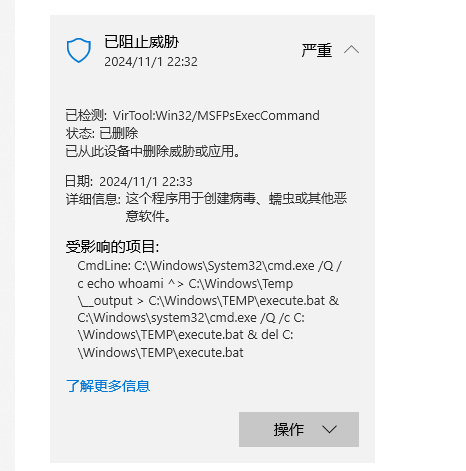 已阻止威胁
2024/11/1 22:32
严重
已检测: VirTool:Win32/MSFPsExecCommand
状态: 已删除
已从此设备中删除威胁或应用。
日期: 2024/11/1 22:33
详细信息: 这个程序用于创建病毒、蠕虫或其他恶
意软件。
受影响的项目:
CmdLine: C:\Windows\System32\cmd.exe /Q /
c echo whoami ^> C:\Windows\Temp
\__output > C:\Windows\TEMP\execute.bat &
C:\Windows\system32\cmd.exe /Q /c C:
\Windows\TEMP\execute.bat & del C:
\Windows\TEMP\execute.bat
了解更多信息
操作